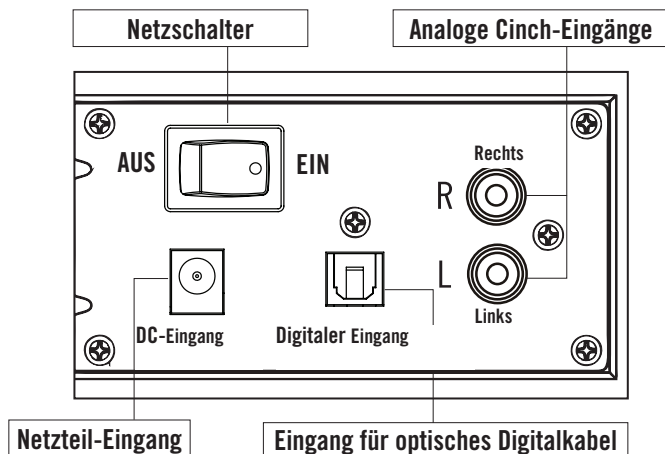 Netzschalter
Analoge Cinch-Eingänge
AUS
EIN
Rechts
R
L
Links
DC-Eingang
Digitaler Eingang
Netzteil-Eingang
Eingang für optisches Digitalkabel